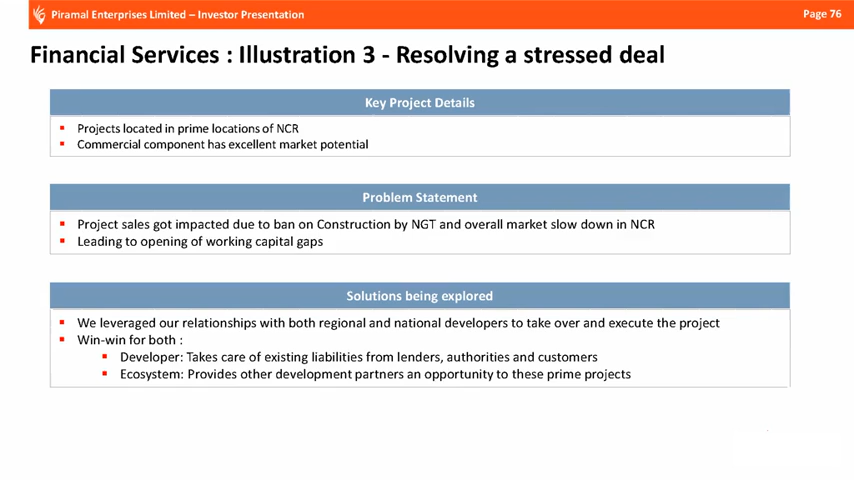 Piramal Enterprises Limited – Investor Presentation
Page 76
Financial Services : Illustration 3 - Resolving a stressed deal
Key Project Details
▪ Projects located in prime locations of NCR
▪ Commercial component has excellent market potential
Problem Statement
▪ Project sales got impacted due to ban on Construction by NGT and overall market slow down in NCR
▪ Leading to opening of working capital gaps
Solutions being explored
▪ We leveraged our relationships with both regional and national developers to take over and execute the project
▪ Win-win for both :
▪ Developer: Takes care of existing liabilities from lenders, authorities and customers
▪ Ecosystem: Provides other development partners an opportunity to these prime projects